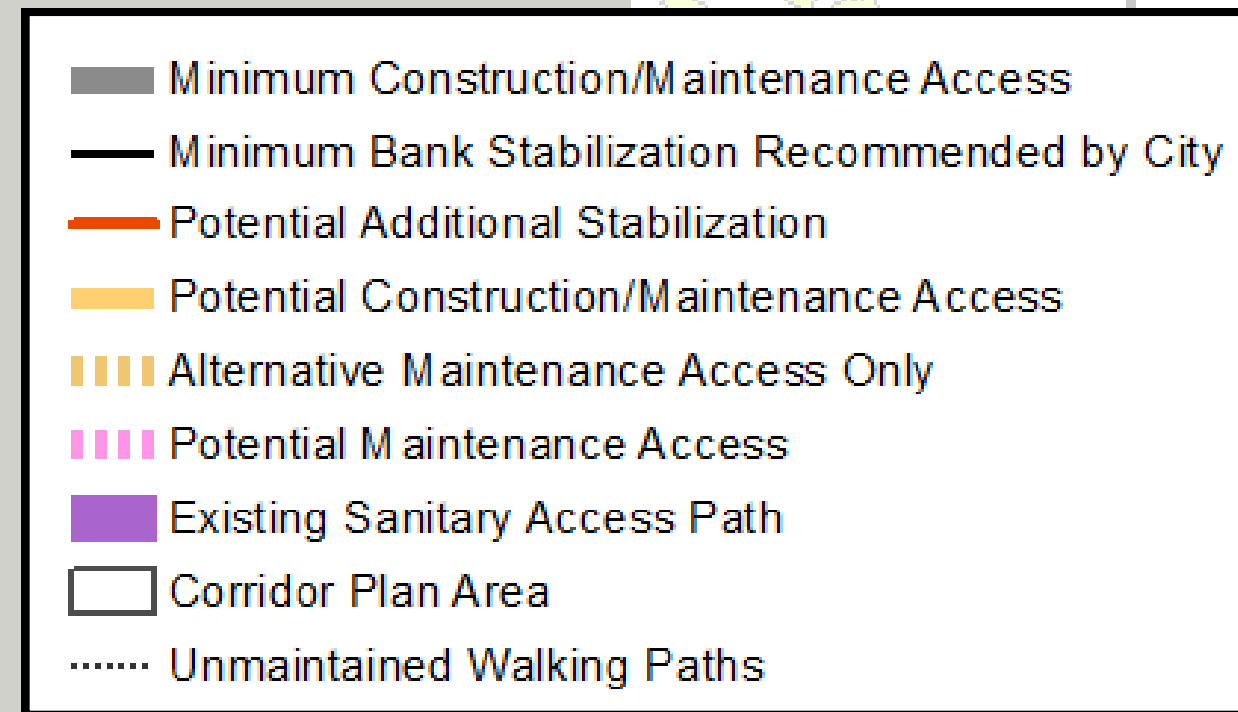 Minimum Construction/Maintenance Access
Minimum Bank Stabilization Recommended by City
Potential Additional Stabilization
Potential Construction/Maintenance Access
Alternative Maintenance Access Only
Potential Maintenance Access
Existing Sanitary Access Path
Corridor Plan Area
Unmaintained Walking Paths